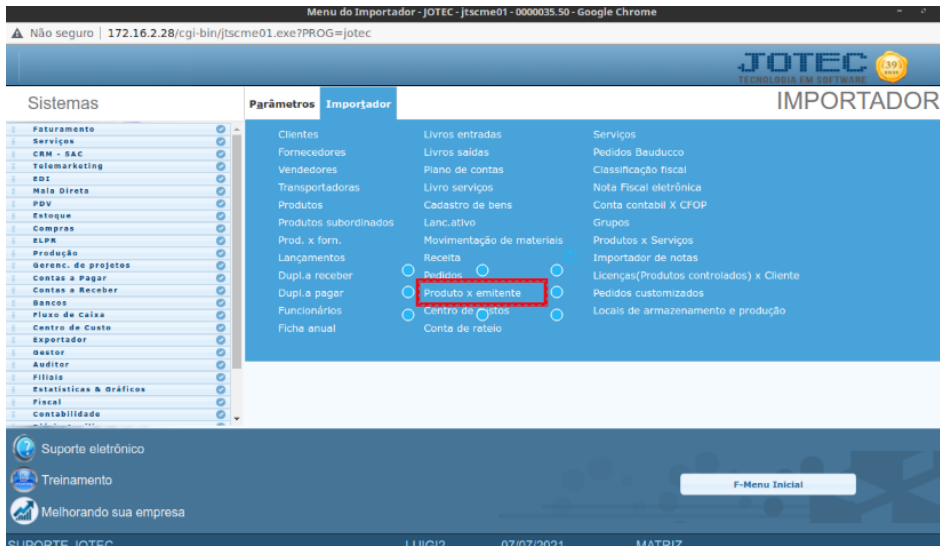 Menu do Importador - JOTEC - jtscme01 - 0000035.50 - Google Chrome
Não seguro | 172.16.2.28/cgi-bin/jtscme01.exe?PROG=jotec
JOTEC
TECNOLOGIA EM SOFTWARE
39
Sistemas
Parâmetros Importador
IMPORTADOR
Faturamento
Serviços
CRM - SAC
Telemarketing
EDI
Mala Direta
PDV
Estoque
Compras
ELPR
Produção
Gerenc. de projetos
Contas a Pagar
Contas a Receber
Bancos
Fluxo de Caixa
Centro de Custo
Exportador
Gestor
Auditor
Filiais
Estatísticas & Gráficos
Fiscal
Contabilidade
Clientes
Fornecedores
Vendedores
Transportadoras
Produtos
Produtos subordinados
Prod. x forn.
Lançamentos
Dupl.a receber
Dupl.a pagar
Funcionários
Ficha anual
Livros entradas
Livros saídas
Plano de contas
Livro serviços
Cadastro de bens
Lanc.ativo
Movimentação de materiais
Receita
Pedidos
Produto x emitente
Centro de custos
Conta de rateio
Serviços
Pedidos Bauducco
Classificação fiscal
Nota Fiscal eletrônica
Conta contabil X CFOP
Grupos
Produtos x Serviços
Importador de notas
Licenças(Produtos controlados) x Cliente
Pedidos customizados
Locais de armazenamento e produção
Suporte eletrônico
Treinamento
Melhorando sua empresa
F-Menu Inicial
SUPORTE JOTEC LUIGI2 07/07/2021 MATRIZ